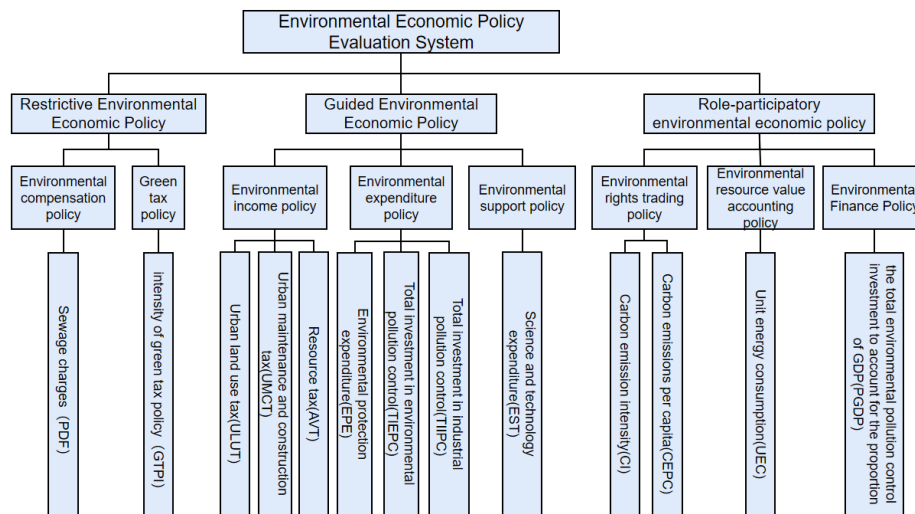 Environmental Economic Policy
Evaluation System
Restrictive Environmental
Economic Policy
Guided Environmental
Economic Policy
Role-participatory
environmental economic policy
Environmental
compensation
policy
Green
tax
policy
Environmental
income policy
Environmental
expenditure
policy
Environmental
support policy
Environmental
rights trading
policy
Environmental
resource value
accounting
policy
Environmental
Finance Policy
Sewage charges (PDF)
intensity of green tax policy (GTPI)
Urban land use tax(ULUT)
Urban maintenance and construction
tax(UMCT)
Resource tax(AVT)
Environmental protection
expenditure(EPE)
Total investment in environmental
pollution control(TIEPC)
Total investment in industrial
pollution control(TIIPC)
Science and technology
expenditure(EST)
Carbon emission intensity(CI)
Carbon emissions per capita(CEPC)
Unit energy consumption(UEC)
the total environmental pollution control
investment to account for the proportion
of GDP(PGDP)